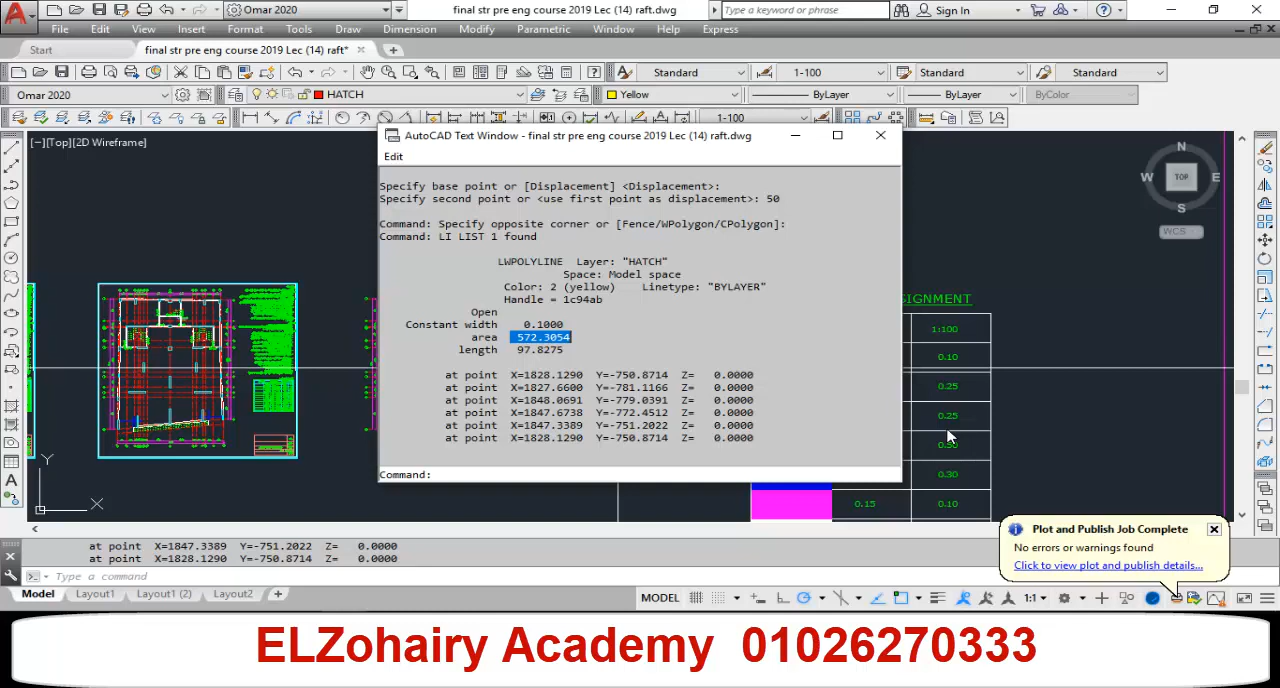 Omar 2020
final str pre eng course 2019 Lec (14) raft.dwg
Type a keyword or phrase
Sign In
File Edit View Insert Format Tools Draw Dimension Modify Parametric Window Help Express
Start
final str pre eng course 2019 Lec (14) raft*
Standard
1-100
Standard
Standard
Omar 2020
HATCH
Yellow
ByLayer
ByLayer
ByColor
1-100
[−][Top][2D Wireframe]
AutoCAD Text Window - final str pre eng course 2019 Lec (14) raft.dwg
Edit
Specify base point or [Displacement] <Displacement>:
Specify second point or <use first point as displacement>: 50
Command: Specify opposite corner or [Fence/WPolygon/CPolygon]:
Command: LI LIST 1 found
LWPOLYLINE Layer: "HATCH"
Space: Model space
Color: 2 (yellow) Linetype: "BYLAYER"
Handle = 1c94ab
Open
Constant width 0.1000
area 572.3054
length 97.8275
at point X=1828.1290 Y=-750.8714 Z= 0.0000
at point X=1827.6600 Y=-781.1166 Z= 0.0000
at point X=1848.0691 Y=-779.0391 Z= 0.0000
at point X=1847.6738 Y=-772.4512 Z= 0.0000
at point X=1847.3389 Y=-751.2022 Z= 0.0000
at point X=1828.1290 Y=-750.8714 Z= 0.0000
Command:
N
W TOP E
S
WCS
SIGNMENT
1:100
0.10
0.25
0.25
0.30
0.15 0.10
Y
X
Plot and Publish Job Complete
No errors or warnings found
Click to view plot and publish details...
at point X=1847.3389 Y=-751.2022 Z= 0.0000
at point X=1828.1290 Y=-750.8714 Z= 0.0000
Type a command
Model Layout1 Layout1 (2) Layout2
MODEL
1:1
ELZohairy Academy 01026270333